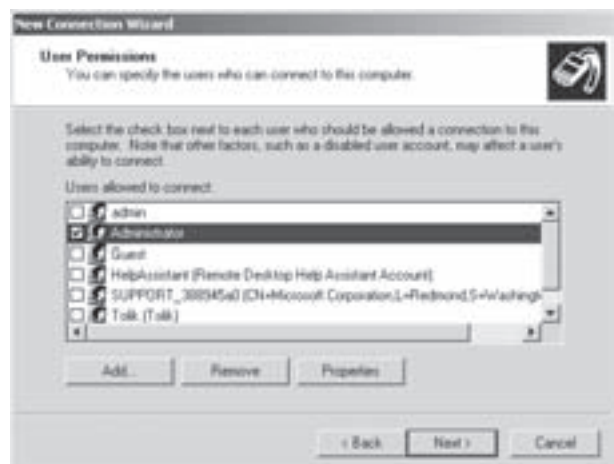 New Connection Wizard
User Permissions
You can specify the users who can connect to this computer.
Select the check box next to each user who should be allowed a connection to this
computer. Note that other factors, such as a disabled user account, may affect a user's
ability to connect.
Users allowed to connect:
admin
Administrator
Guest
HelpAssistant (Remote Desktop Help Assistant Account)
SUPPORT_388945a0 (CN=Microsoft Corporation,L=Redmond,S=Washingt
Tolik (Tolik)
Add...
Remove
Properties
< Back
Next >
Cancel